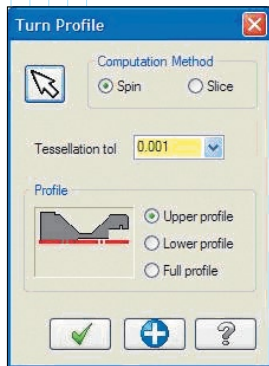 Turn Profile
Computation Method
Spin
Slice
Tessellation tol
0.001
Profile
Upper profile
Lower profile
Full profile
?